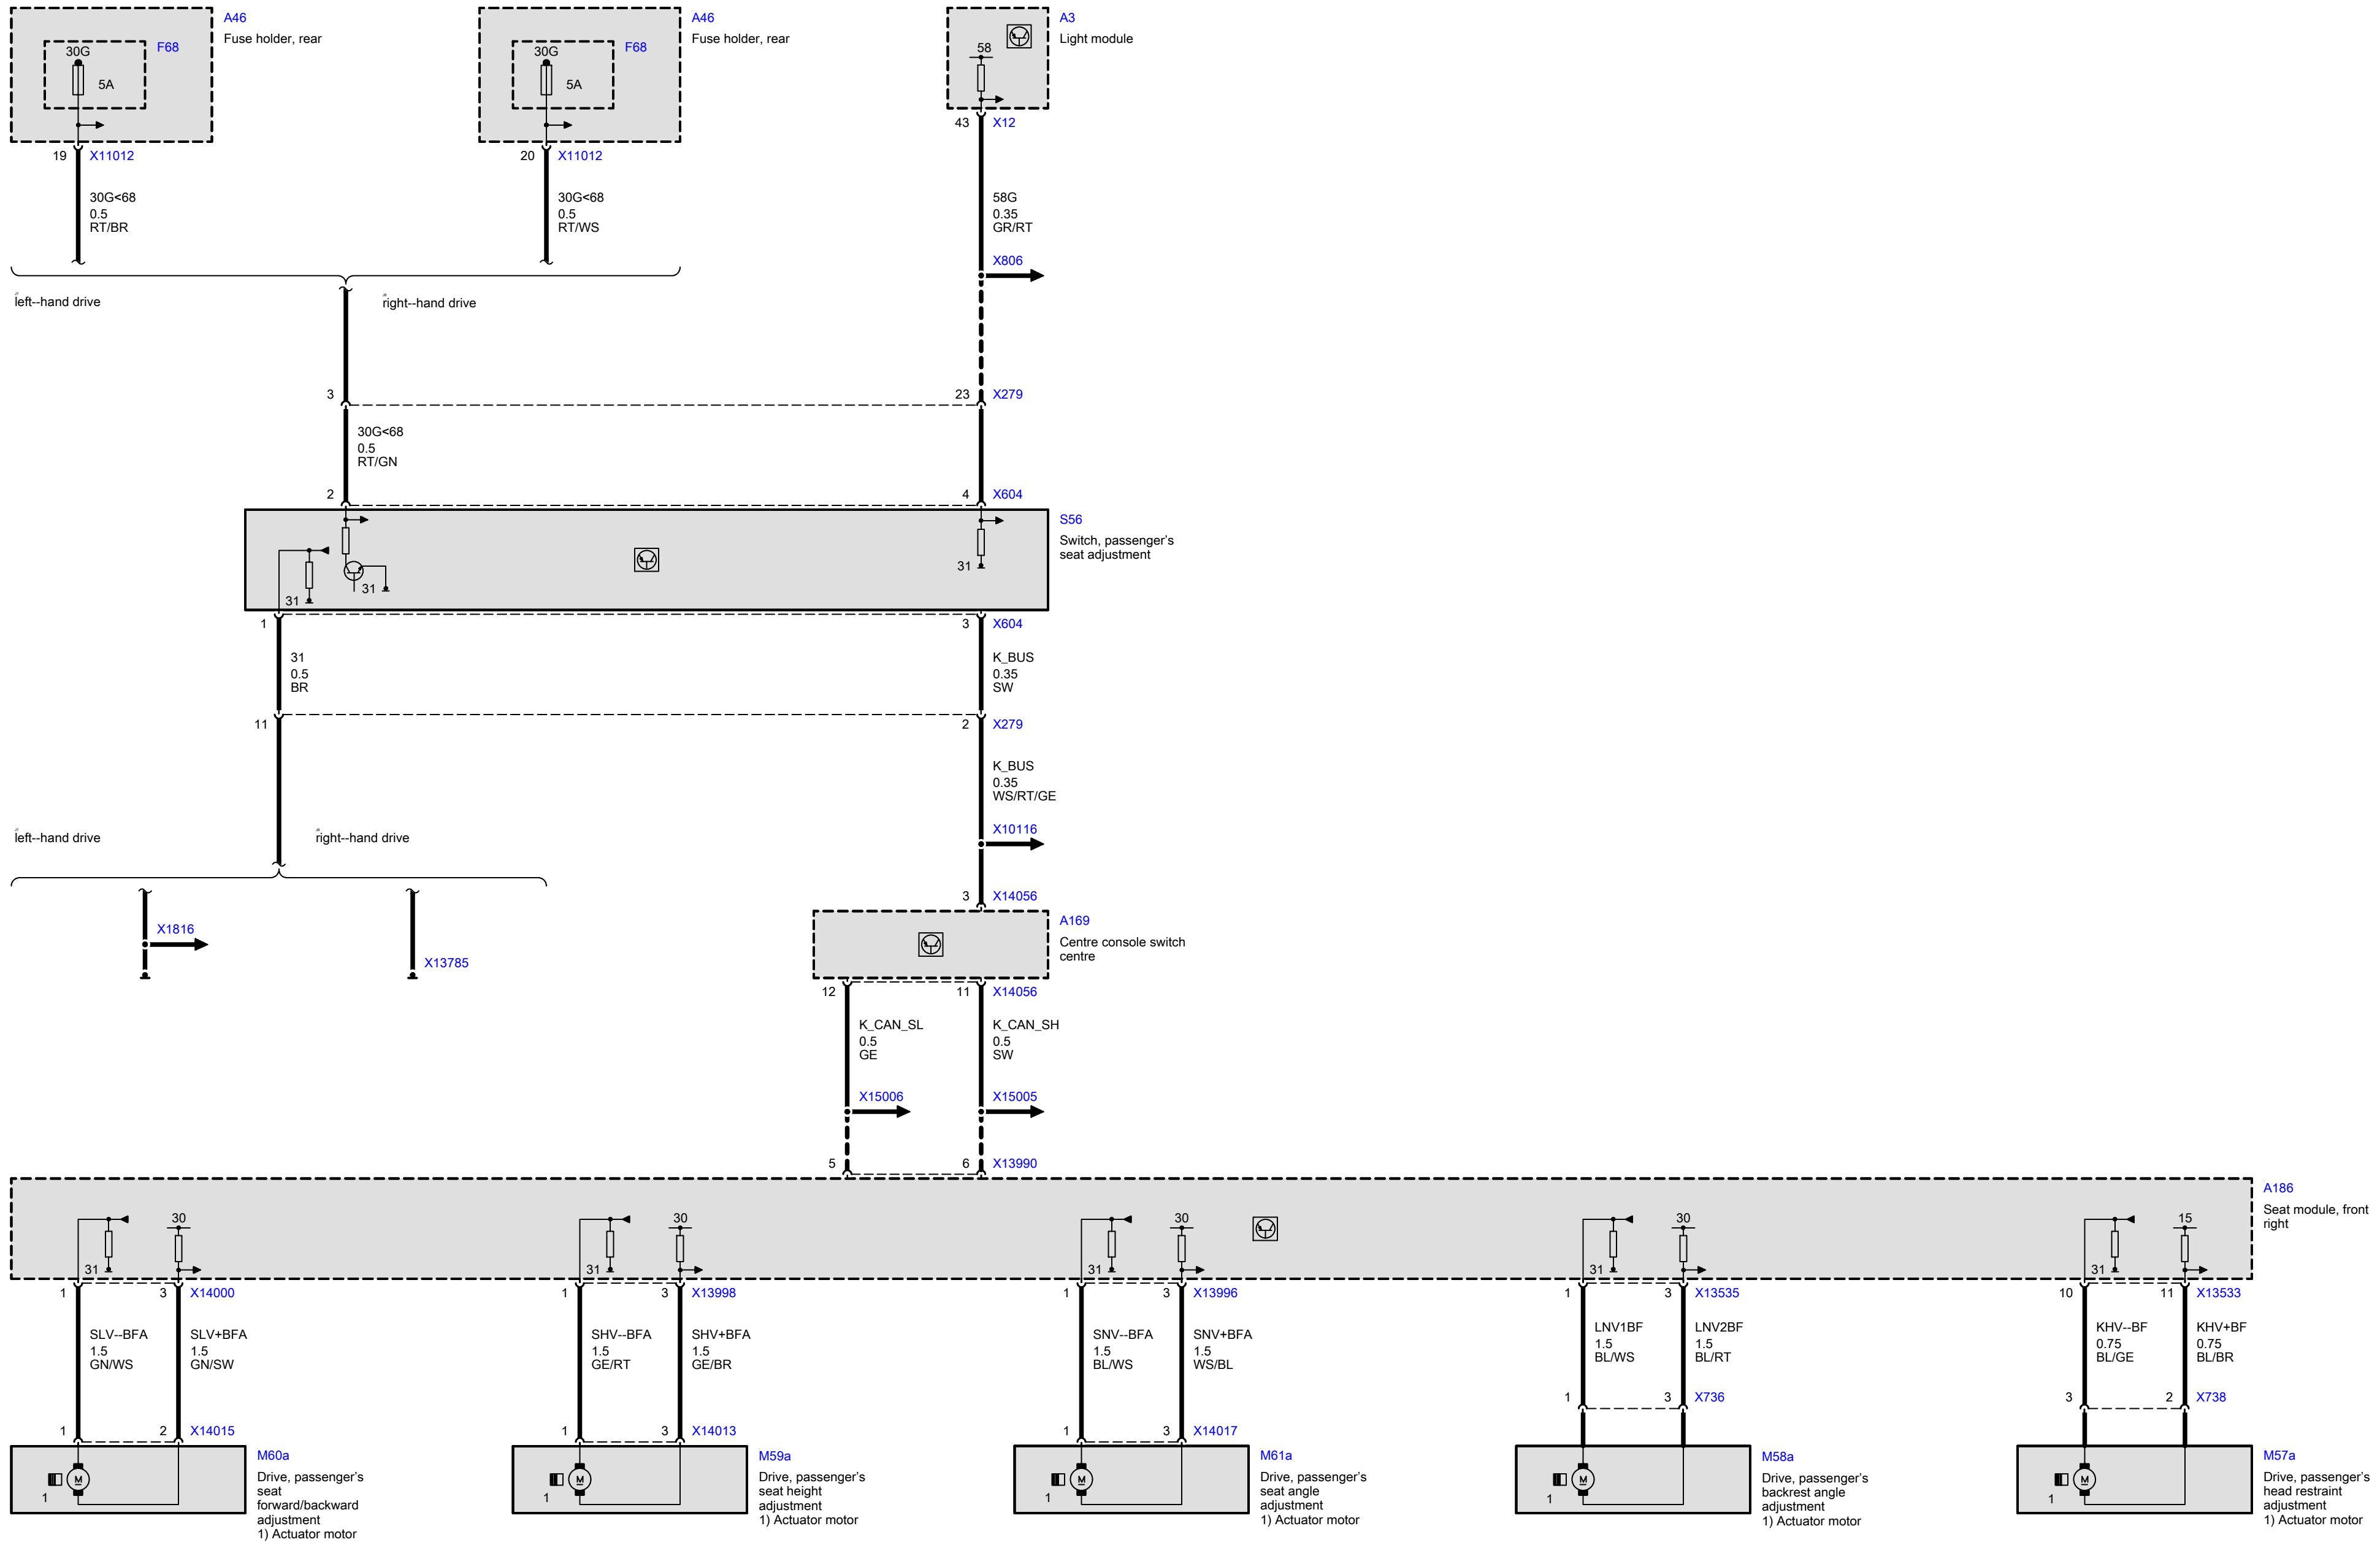 A46
Fuse holder, rear
F68
30G
5A
19 X11012
30G<68
0.5
RT/BR
A46
Fuse holder, rear
F68
30G
5A
20 X11012
30G<68
0.5
RT/WS
A3
Light module
58
43 X12
58G
0.35
GR/RT
X806
left--hand drive
right--hand drive
3
23 X279
30G<68
0.5
RT/GN
2
4 X604
S56
Switch, passenger's
seat adjustment
31
31
31
1
3 X604
31
0.5
BR
K_BUS
0.35
SW
11
2 X279
K_BUS
0.35
WS/RT/GE
left--hand drive
right--hand drive
X10116
3 X14056
X1816
X13785
A169
Centre console switch
centre
12
11 X14056
K_CAN_SL
0.5
GE
K_CAN_SH
0.5
SW
X15006
X15005
5
6 X13990
A186
Seat module, front
right
30
31
30
31
30
31
30
31
15
31
1 3 X14000
1 3 X13998
1 3 X13996
1 3 X13535
10 11 X13533
SLV--BFA
1.5
GN/WS
SLV+BFA
1.5
GN/SW
SHV--BFA
1.5
GE/RT
SHV+BFA
1.5
GE/BR
SNV--BFA
1.5
BL/WS
SNV+BFA
1.5
WS/BL
LNV1BF
1.5
BL/WS
LNV2BF
1.5
BL/RT
KHV--BF
0.75
BL/GE
KHV+BF
0.75
BL/BR
1 3 X736
3 2 X738
1 2 X14015
1 3 X14013
1 3 X14017
M
1
M60a
Drive, passenger's
seat
forward/backward
adjustment
1) Actuator motor
M
1
M59a
Drive, passenger's
seat height
adjustment
1) Actuator motor
M
1
M61a
Drive, passenger's
seat angle
adjustment
1) Actuator motor
M
1
M58a
Drive, passenger's
backrest angle
adjustment
1) Actuator motor
M
1
M57a
Drive, passenger's
head restraint
adjustment
1) Actuator motor